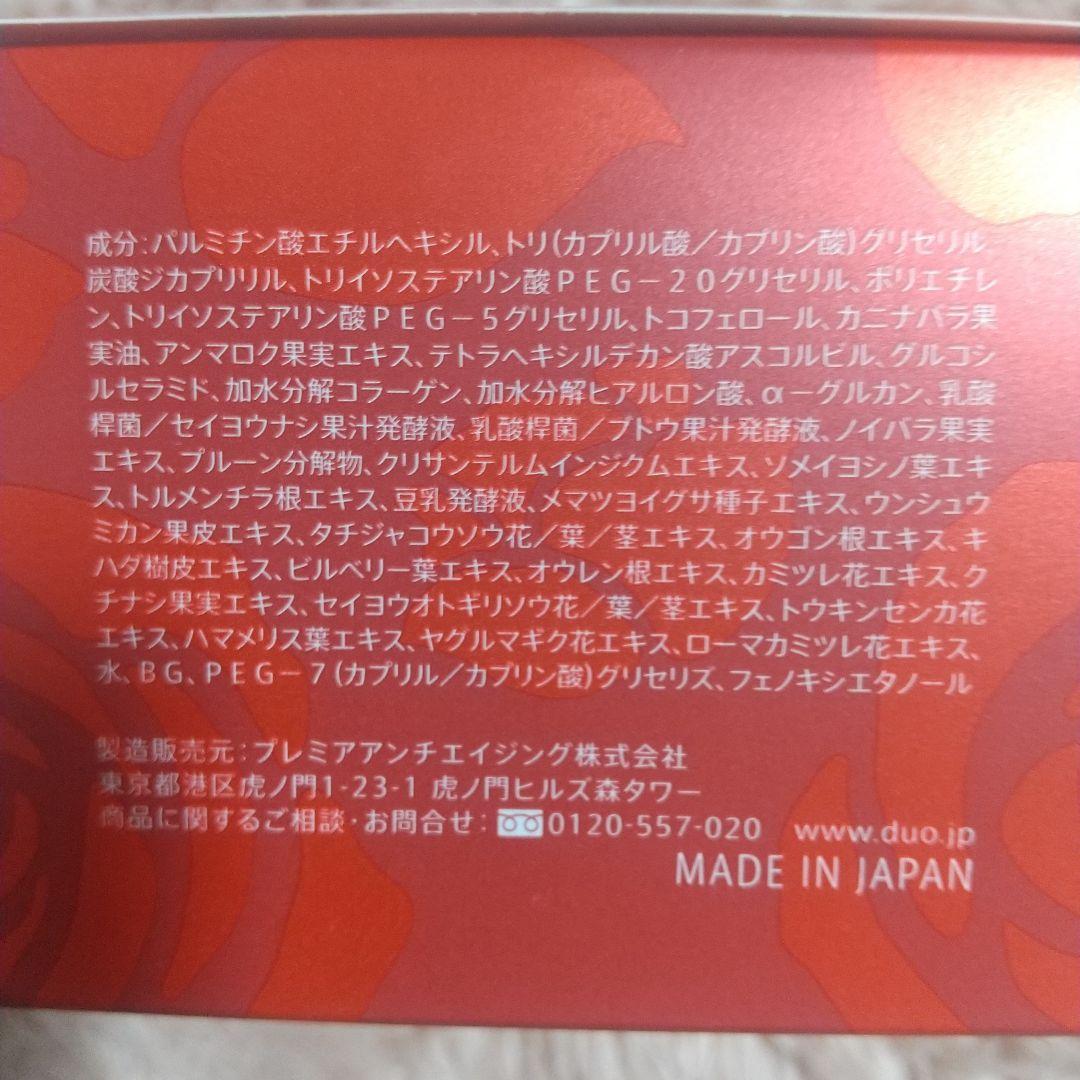 成分：パルミチン酸エチルヘキシル、トリ(カプリル酸／カプリン酸)グリセリル、
炭酸ジカプリリル、トリイソステアリン酸ＰＥＧ－２０グリセリル、ポリエチレ
ン、トリイソステアリン酸ＰＥＧ－５グリセリル、トコフェロール、カニナバラ果
実油、アンマロク果実エキス、テトラヘキシルデカン酸アスコルビル、グルコシ
ルセラミド、加水分解コラーゲン、加水分解ヒアルロン酸、α－グルカン、乳酸
桿菌／セイヨウナシ果汁発酵液、乳酸桿菌／ブドウ果汁発酵液、ノイバラ果実
エキス、プルーン分解物、クリサンテルムインジクムエキス、ソメイヨシノ葉エキ
ス、トルメンチラ根エキス、豆乳発酵液、メマツヨイグサ種子エキス、ウンシュウ
ミカン果皮エキス、タチジャコウソウ花／葉／茎エキス、オウゴン根エキス、キ
ハダ樹皮エキス、ビルベリー葉エキス、オウレン根エキス、カミツレ花エキス、ク
チナシ果実エキス、セイヨウオトギリソウ花／葉／茎エキス、トウキンセンカ花
エキス、ハマメリス葉エキス、ヤグルマギク花エキス、ローマカミツレ花エキス、
水、ＢＧ、ＰＥＧ－７(カプリル／カプリン酸)グリセリズ、フェノキシエタノール
製造販売元：プレミアアンチエイジング株式会社
東京都港区虎ノ門1-23-1 虎ノ門ヒルズ森タワー
商品に関するご相談・お問合せ：0120-557-020 www.duo.jp
MADE IN JAPAN